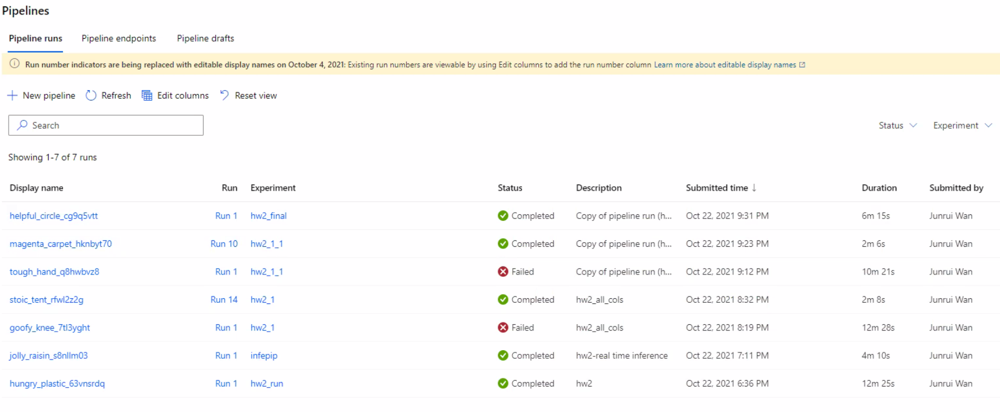 Pipelines
Pipeline runs Pipeline endpoints Pipeline drafts
Run number indicators are being replaced with editable display names on October 4, 2021: Existing run numbers are viewable by using Edit columns to add the run number column Learn more about editable display names
New pipeline Refresh Edit columns Reset view
Search Status Experiment
Showing 1-7 of 7 runs
Display name Run Experiment Status Description Submitted time ↓ Duration Submitted by
helpful_circle_cg9q5vtt Run 1 hw2_final Completed Copy of pipeline run (h... Oct 22, 2021 9:31 PM 6m 15s Junrui Wan
magenta_carpet_hknbyt70 Run 10 hw2_1_1 Completed Copy of pipeline run (h... Oct 22, 2021 9:23 PM 2m 6s Junrui Wan
tough_hand_q8hwbvz8 Run 1 hw2_1_1 Failed Copy of pipeline run (h... Oct 22, 2021 9:12 PM 10m 21s Junrui Wan
stoic_tent_rfwl2z2g Run 14 hw2_1 Completed hw2_all_cols Oct 22, 2021 8:32 PM 2m 8s Junrui Wan
goofy_knee_7tl3yght Run 1 hw2_1 Failed hw2_all_cols Oct 22, 2021 8:19 PM 12m 28s Junrui Wan
jolly_raisin_s8nllm03 Run 1 infepip Completed hw2-real time inference Oct 22, 2021 7:11 PM 4m 10s Junrui Wan
hungry_plastic_63vnsrdq Run 1 hw2_run Completed hw2 Oct 22, 2021 6:36 PM 12m 25s Junrui Wan